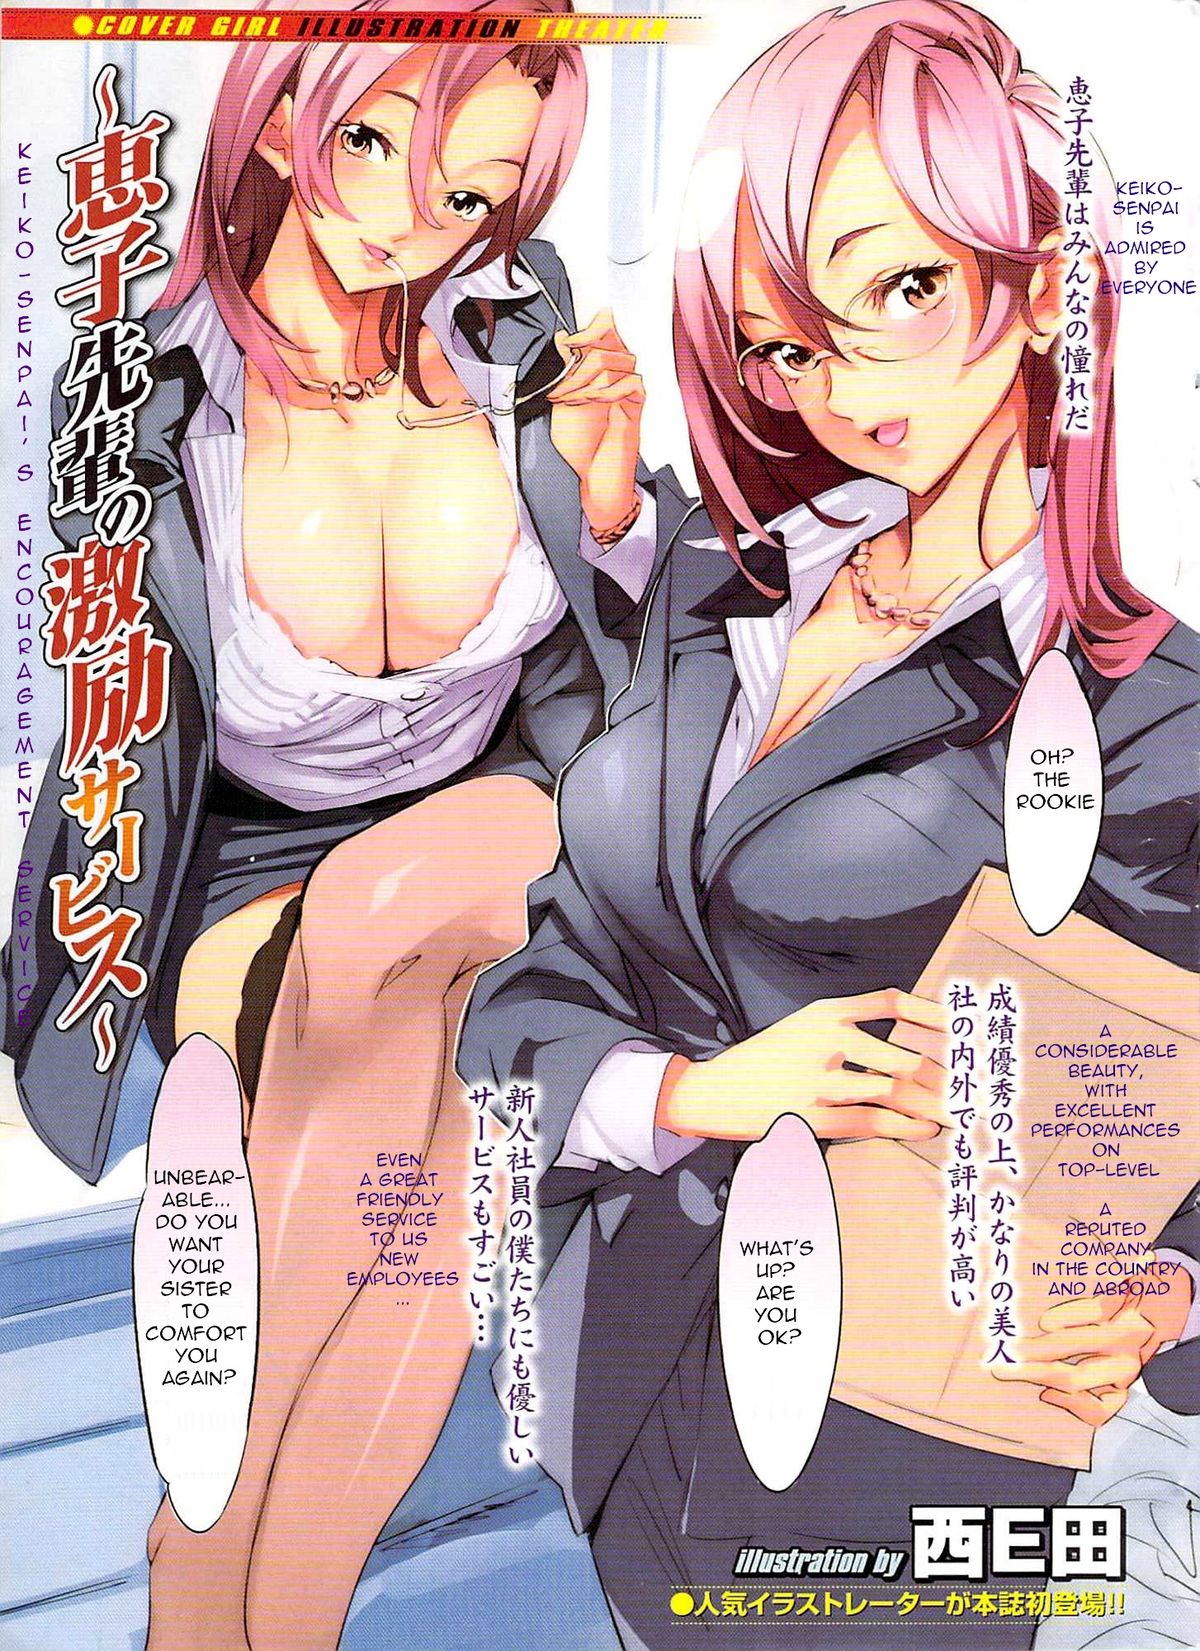 ●COVER GIRL ILLUSTRATION THEATER
～恵子先輩の激励サービス～
KEIKO-SENPAI'S ENCOURAGEMENT SERVICE
恵子先輩はみんなの憧れだ
KEIKO-
SENPAI
IS
ADMIRED
BY
EVERYONE
OH?
THE
ROOKIE
成績優秀の上、かなりの美人
社の内外でも評判が高い
A
CONSIDERABLE
BEAUTY,
WITH
EXCELLENT
PERFORMANCES
ON
TOP-LEVEL
A
REPUTED
COMPANY
IN THE COUNTRY
AND ABROAD
WHAT'S
UP?
ARE
YOU
OK?
新人社員の僕たちにも優しい
サービスもすごい…
EVEN
A GREAT
FRIENDLY
SERVICE
TO US
NEW
EMPLOYEES
...
UNBEAR-
ABLE...
DO YOU
WANT
YOUR
SISTER
TO
COMFORT
YOU
AGAIN?
illustration by 西E田
●人気イラストレーターが本誌初登場!!